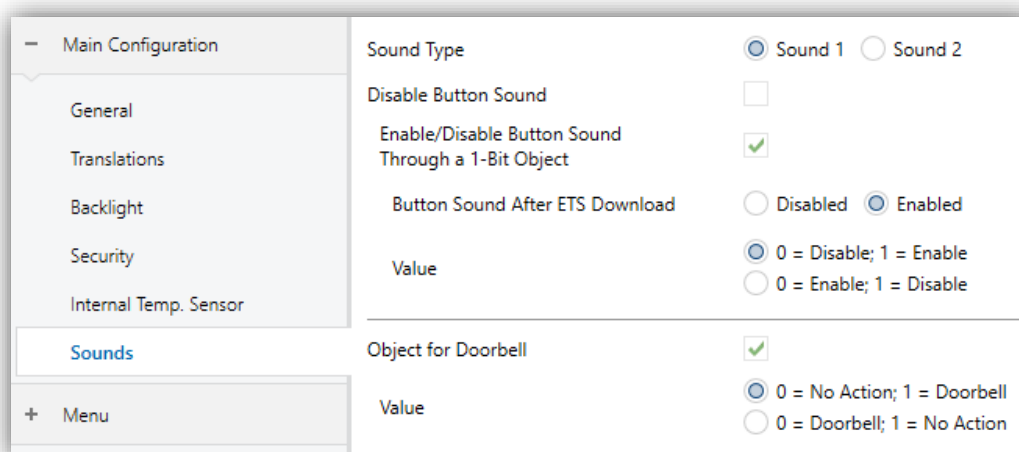 Main Configuration
General
Translations
Backlight
Security
Internal Temp. Sensor
Sounds
Menu
Sound Type
Sound 1
Sound 2
Disable Button Sound
Enable/Disable Button Sound
Through a 1-Bit Object
Button Sound After ETS Download
Disabled
Enabled
Value
0 = Disable; 1 = Enable
0 = Enable; 1 = Disable
Object for Doorbell
Value
0 = No Action; 1 = Doorbell
0 = Doorbell; 1 = No Action